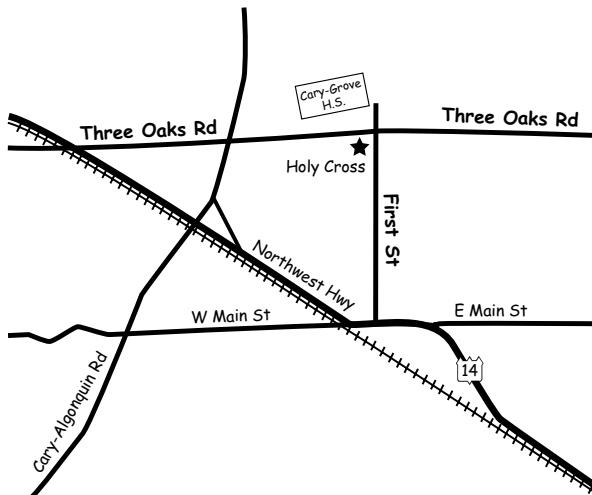 Cary-Grove
H.S.
Three Oaks Rd
Three Oaks Rd
Holy Cross
First St
Northwest Hwy
W Main St
E Main St
14
Cary-Algonquin Rd